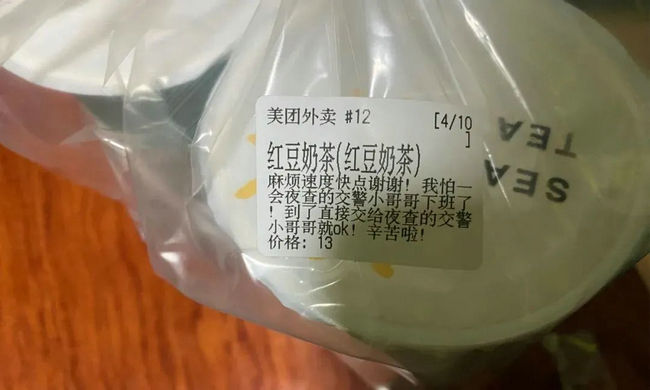 美团外卖 #12 [4/10
]
红豆奶茶(红豆奶茶)
麻烦速度快点谢谢! 我怕一
会夜查的交警小哥哥下班了
! 到了直接交给夜查的交警
小哥哥就ok! 辛苦啦!
价格: 13
SEA
TEA